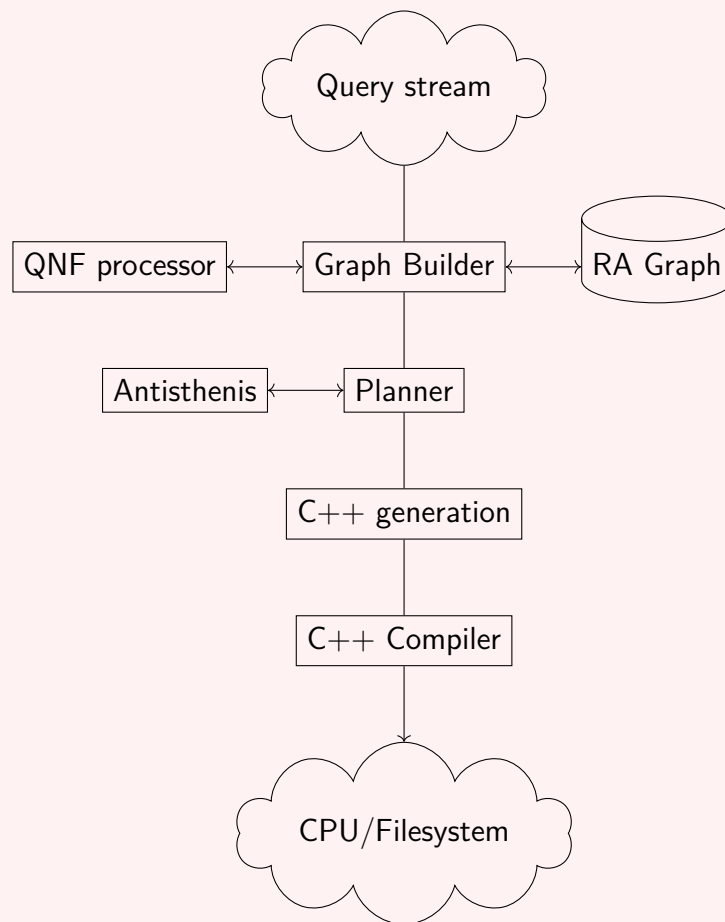 Query stream
QNF processor
Graph Builder
RA Graph
Antisthenis
Planner
C++ generation
C++ Compiler
CPU/Filesystem